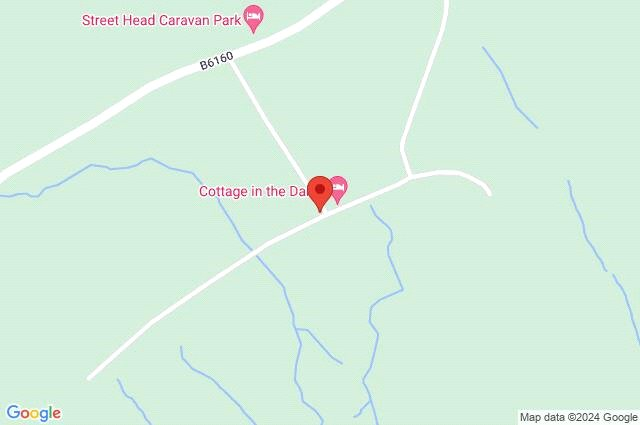 Street Head Caravan Park
B6160
Cottage in the Da
Google
Map data ©2024 Google